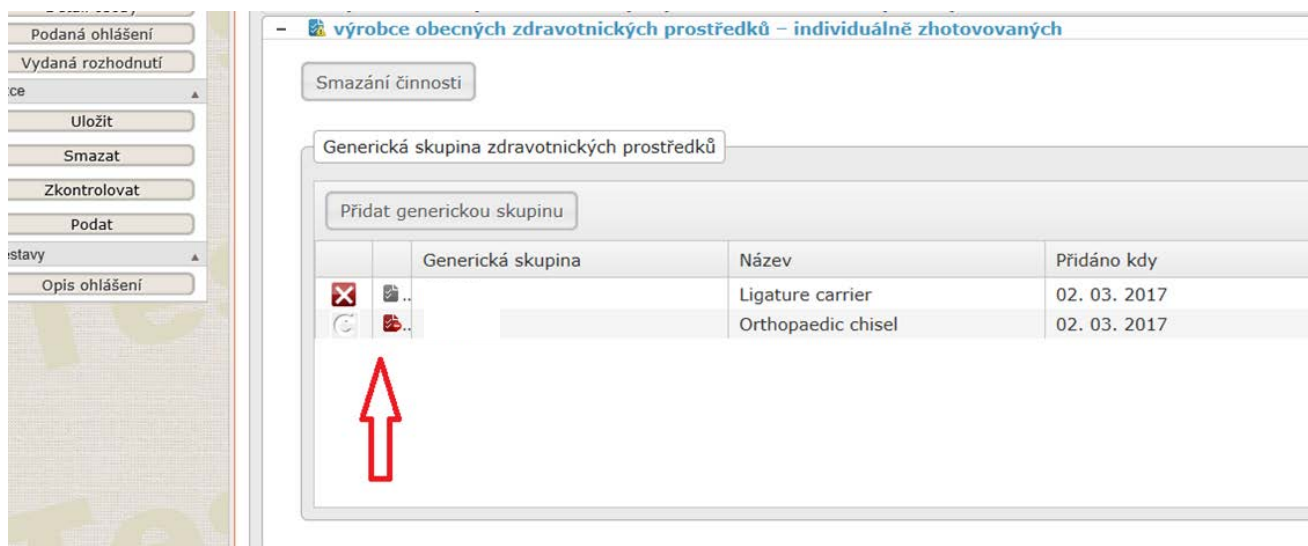 Podaná ohlášení
Vydaná rozhodnutí
Uložit
Smazat
Zkontrolovat
Podat
Opis ohlášení
– výrobce obecných zdravotnických prostředků – individuálně zhotovovaných
Smazání činnosti
Generická skupina zdravotnických prostředků
Přidat generickou skupinu
Generická skupina Název Přidáno kdy
.. Ligature carrier 02. 03. 2017
.. Orthopaedic chisel 02. 03. 2017